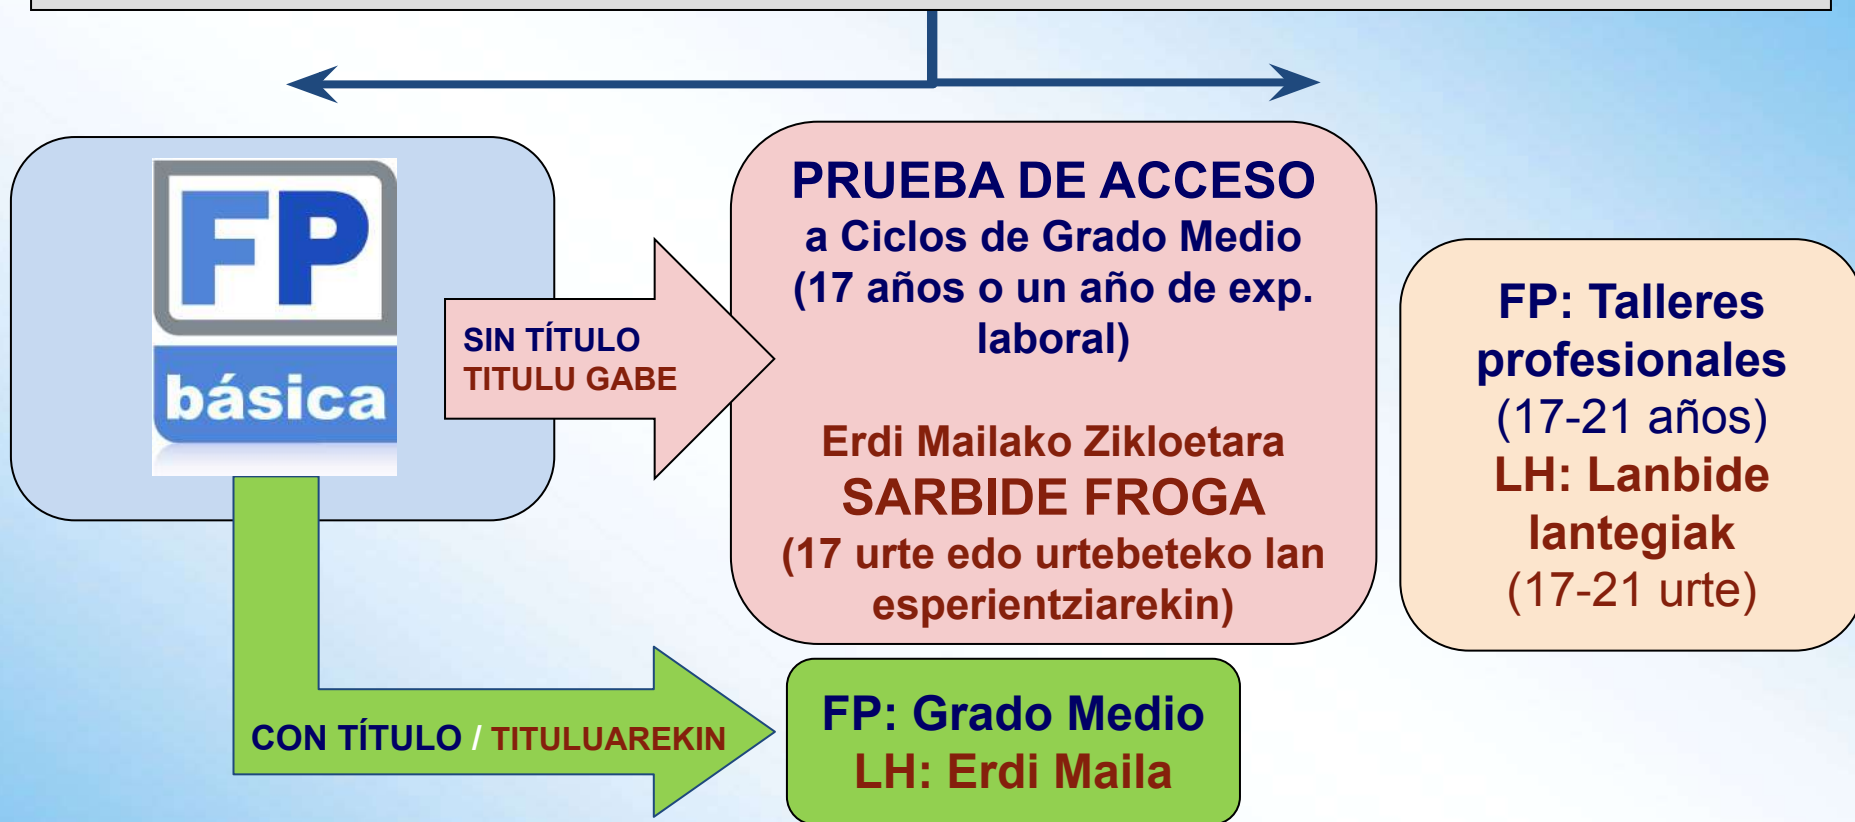 FP
básica
SIN TÍTULO
TITULU GABE
PRUEBA DE ACCESO
a Ciclos de Grado Medio
(17 años o un año de exp.
laboral)
Erdi Mailako Zikloetara
SARBIDE FROGA
(17 urte edo urtebeteko lan
esperientziarekin)
FP: Talleres
profesionales
(17-21 años)
LH: Lanbide
lantegiak
(17-21 urte)
CON TÍTULO / TITULUAREKIN
FP: Grado Medio
LH: Erdi Maila